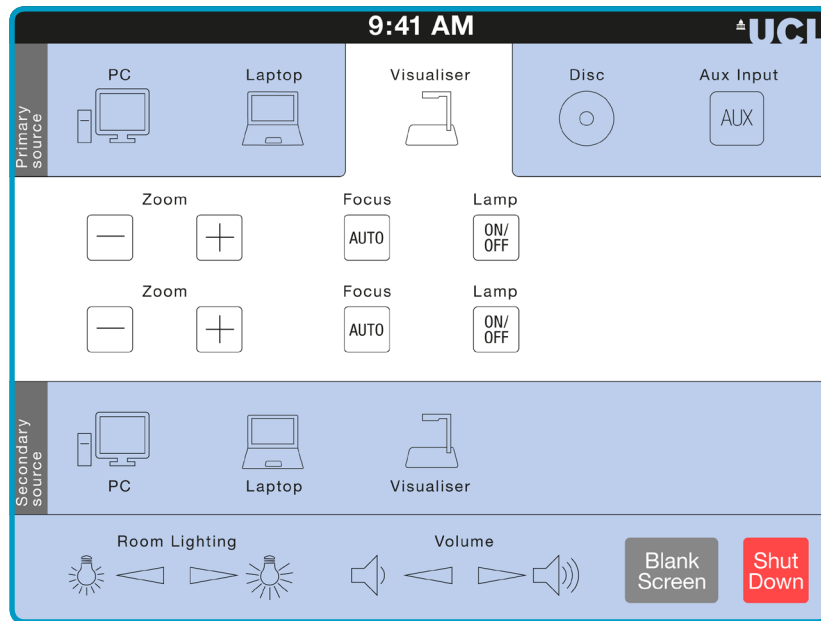 9:41 AM
UCL
Primary
source
PC
Laptop
Visualiser
Disc
Aux Input
AUX
Zoom
Focus
Lamp
AUTO
ON/
OFF
Zoom
Focus
Lamp
AUTO
ON/
OFF
Secondary
source
PC
Laptop
Visualiser
Room Lighting
Volume
Blank
Screen
Shut
Down